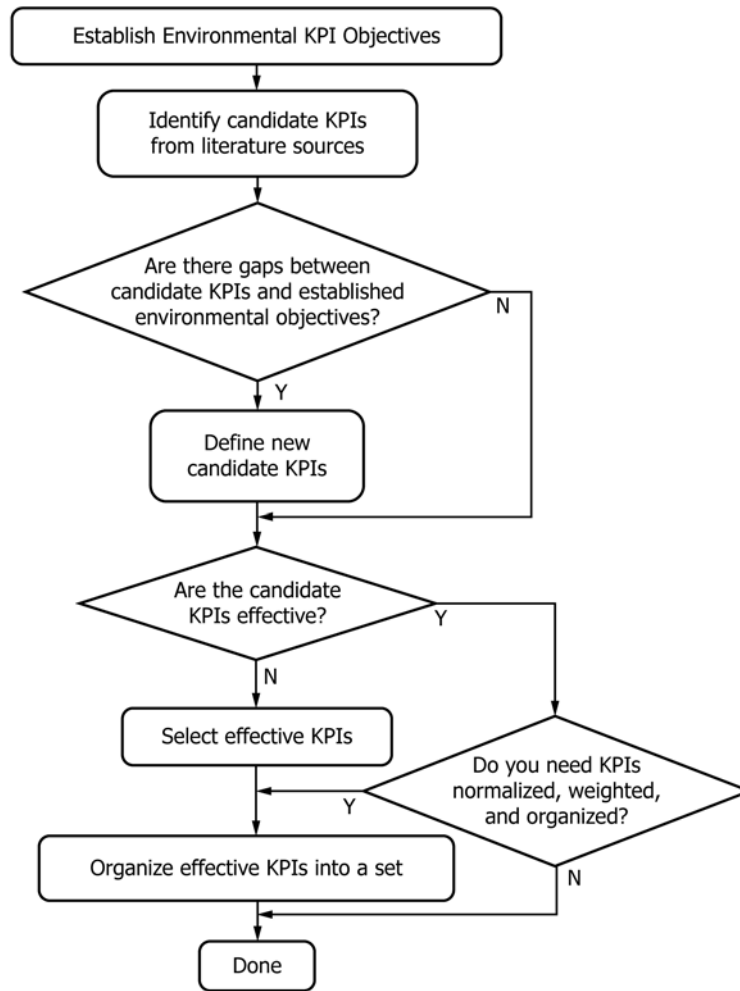 Establish Environmental KPI Objectives
Identify candidate KPIs
from literature sources
Are there gaps between
candidate KPIs and established
environmental objectives?
N
Y
Define new
candidate KPIs
Are the candidate
KPIs effective?
Y
N
Select effective KPIs
Do you need KPIs
normalized, weighted,
and organized?
Y
Organize effective KPIs into a set
N
Done